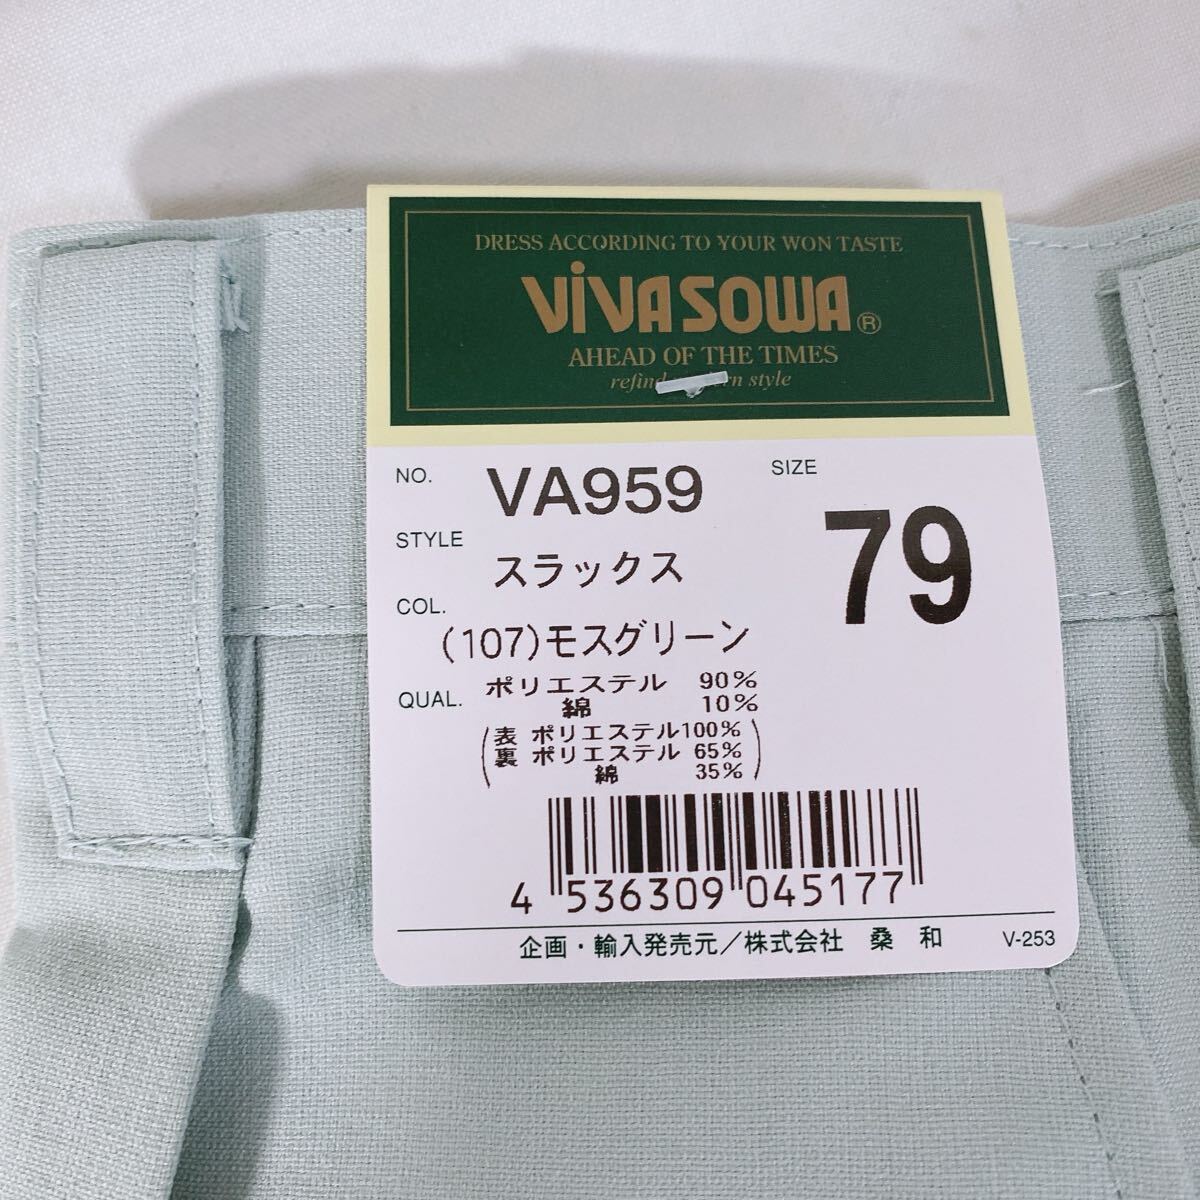 DRESS ACCORDING TO YOUR WON TASTE
ViVASOWA®
AHEAD OF THE TIMES
style
NO. VA959
SIZE 79
STYLE スラックス
COL. (107)モスグリーン
QUAL. ポリエステル 90%
綿 10%
(表 ポリエステル100%
裏 ポリエステル 65%
綿 35%)
4 536309 045177
企画・輸入発売元/株式会社 桑和 V-253